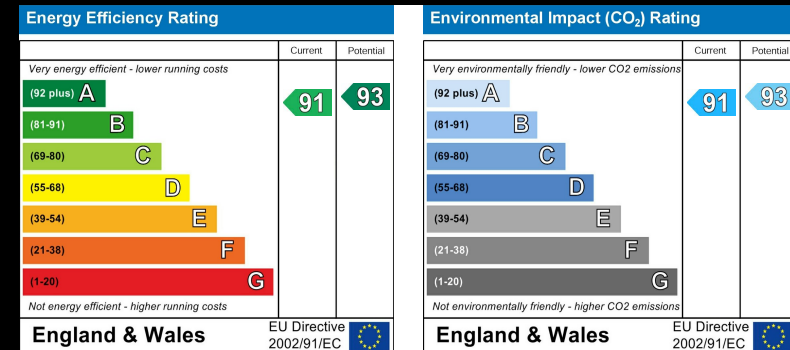 Energy Efficiency Rating
Current Potential
Very energy efficient - lower running costs
(92 plus) A
(81-91) B
(69-80) C
(55-68) D
(39-54) E
(21-38) F
(1-20) G
91 93
Not energy efficient - higher running costs
England & Wales
EU Directive
2002/91/EC
Environmental Impact (CO₂) Rating
Current Potential
Very environmentally friendly - lower CO2 emissions
(92 plus) A
(81-91) B
(69-80) C
(55-68) D
(39-54) E
(21-38) F
(1-20) G
91 93
Not environmentally friendly - higher CO2 emissions
England & Wales
EU Directive
2002/91/EC